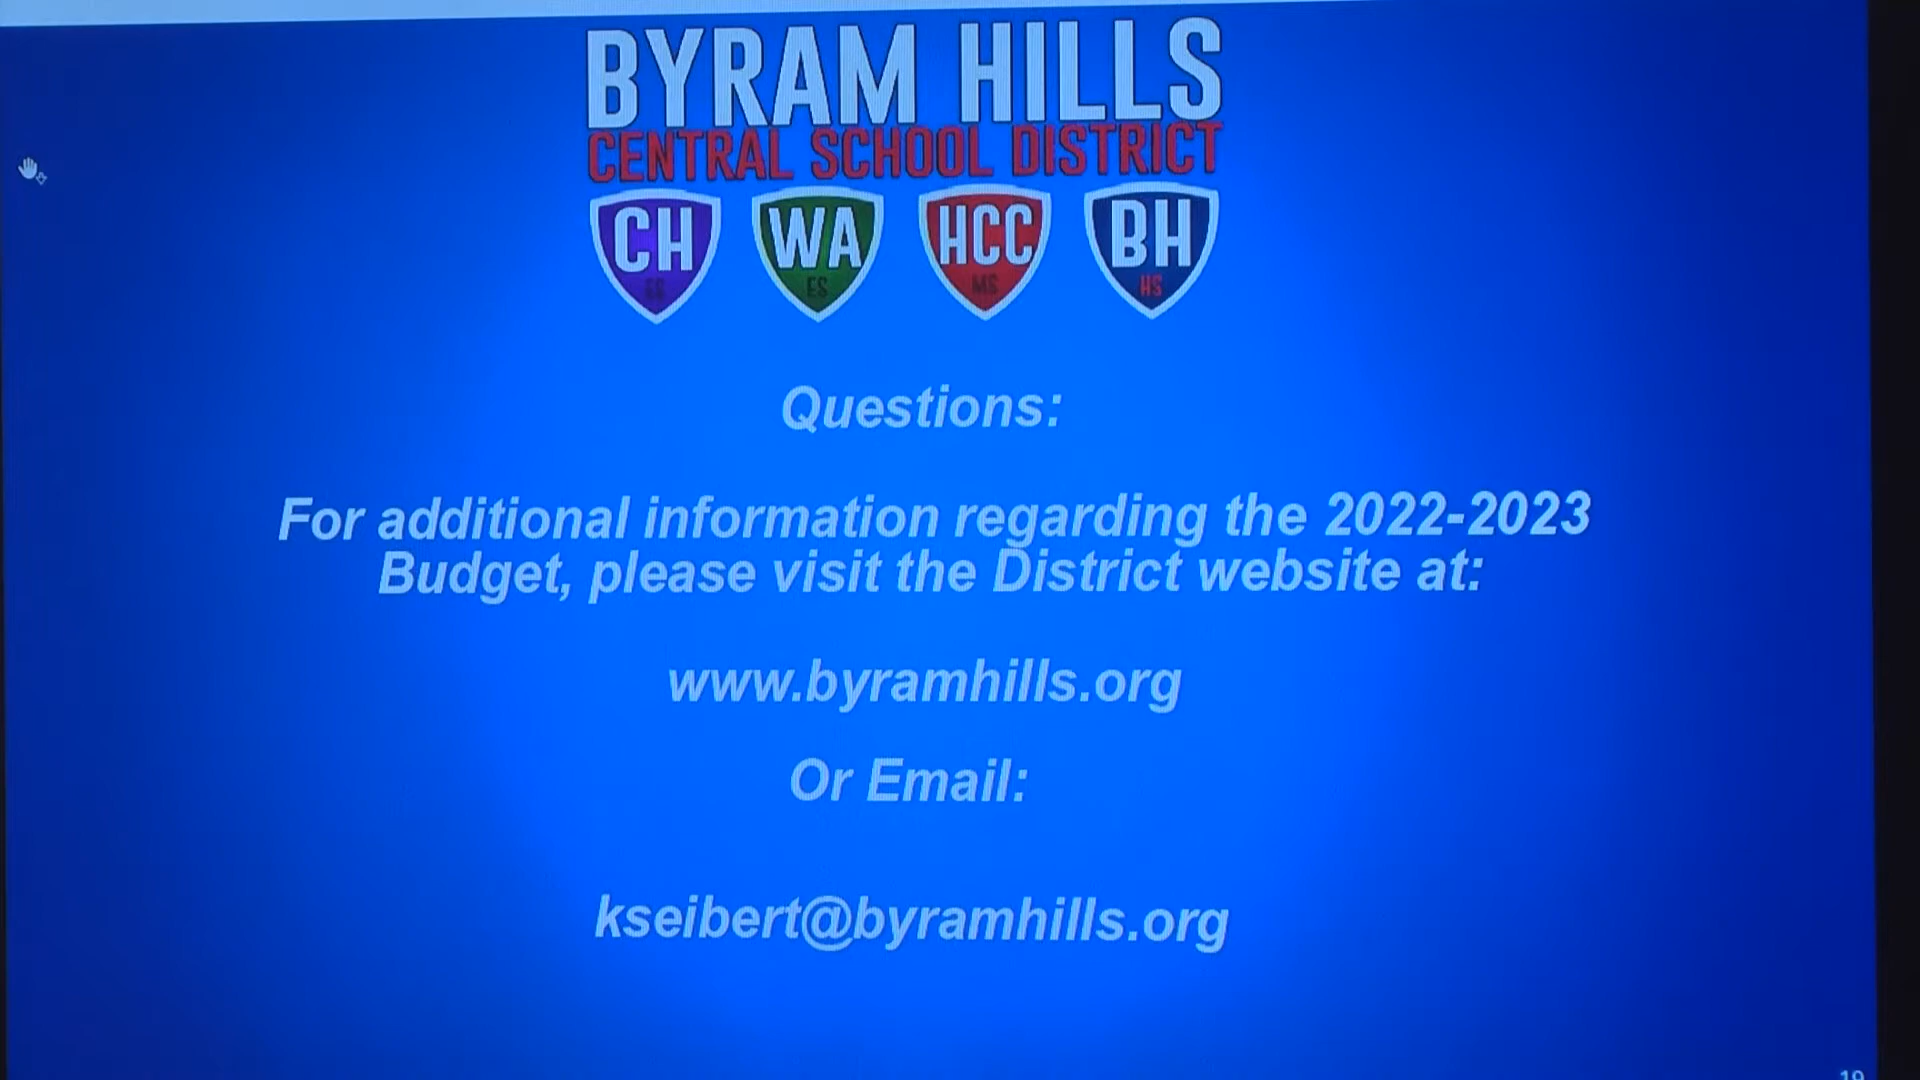 BYRAM HILLS
CENTRAL SCHOOL DISTRICT
CH WA HCC BH
ES MS HS
Questions:
For additional information regarding the 2022-2023
Budget, please visit the District website at:
www.byramhills.org
Or Email:
kseibert@byramhills.org